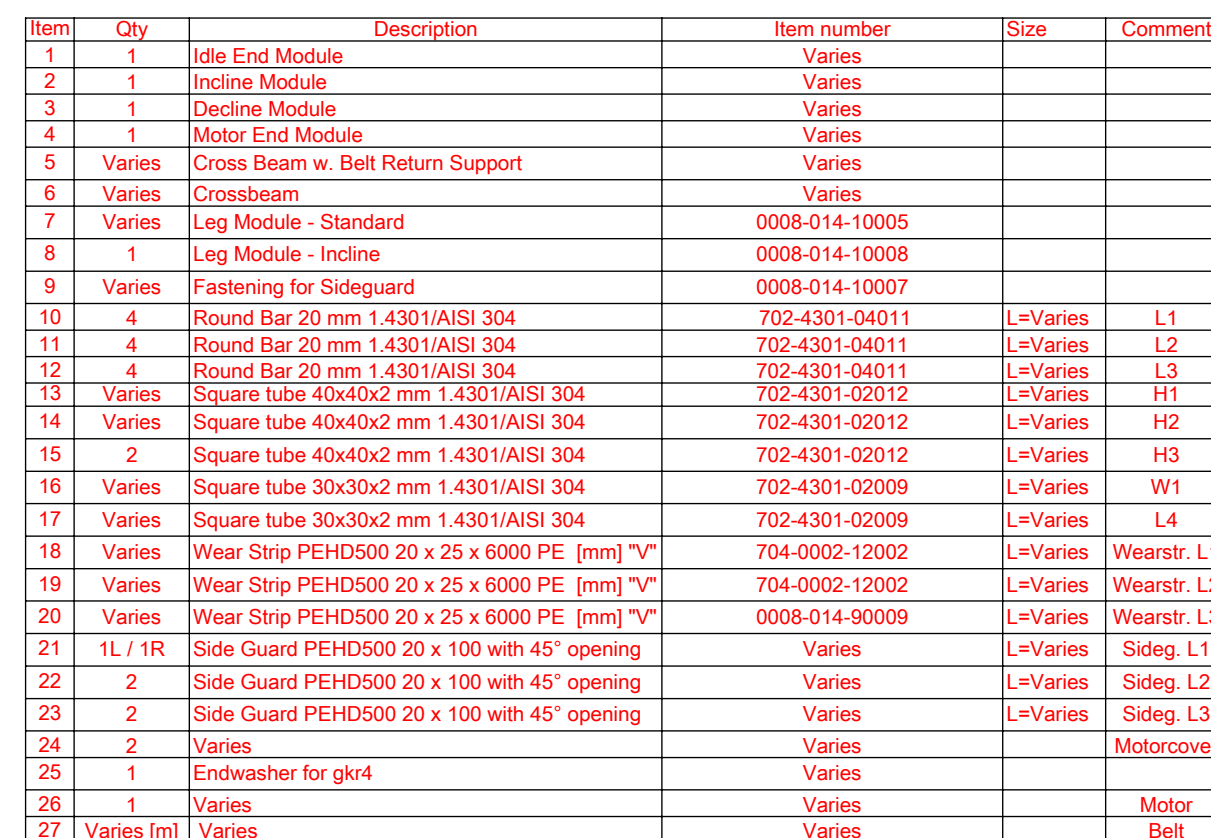 Item Qty Description Item number Size Comment
1 1 Idle End Module Varies
2 1 Incline Module Varies
3 1 Decline Module Varies
4 1 Motor End Module Varies
5 Varies Cross Beam w. Belt Return Support Varies
6 Varies Crossbeam Varies
7 Varies Leg Module - Standard 0008-014-10005
8 1 Leg Module - Incline 0008-014-10008
9 Varies Fastening for Sideguard 0008-014-10007
10 4 Round Bar 20 mm 1.4301/AISI 304 702-4301-04011 L=Varies L1
11 4 Round Bar 20 mm 1.4301/AISI 304 702-4301-04011 L=Varies L2
12 4 Round Bar 20 mm 1.4301/AISI 304 702-4301-04011 L=Varies L3
13 Varies Square tube 40x40x2 mm 1.4301/AISI 304 702-4301-02012 L=Varies H1
14 Varies Square tube 40x40x2 mm 1.4301/AISI 304 702-4301-02012 L=Varies H2
15 2 Square tube 40x40x2 mm 1.4301/AISI 304 702-4301-02012 L=Varies H3
16 Varies Square tube 30x30x2 mm 1.4301/AISI 304 702-4301-02009 L=Varies W1
17 Varies Square tube 30x30x2 mm 1.4301/AISI 304 702-4301-02009 L=Varies L4
18 Varies Wear Strip PEHD500 20 x 25 x 6000 PE [mm] "V" 704-0002-12002 L=Varies Wearstr. L1
19 Varies Wear Strip PEHD500 20 x 25 x 6000 PE [mm] "V" 704-0002-12002 L=Varies Wearstr. L2
20 Varies Wear Strip PEHD500 20 x 25 x 6000 PE [mm] "V" 0008-014-90009 L=Varies Wearstr. L3
21 1L / 1R Side Guard PEHD500 20 x 100 with 45° opening Varies L=Varies Sideg. L1
22 2 Side Guard PEHD500 20 x 100 with 45° opening Varies L=Varies Sideg. L2
23 2 Side Guard PEHD500 20 x 100 with 45° opening Varies L=Varies Sideg. L3
24 2 Varies Varies Motorcove
25 1 Endwasher for gkr4 Varies
26 1 Varies Varies Motor
27 Varies [m] Varies Varies Belt